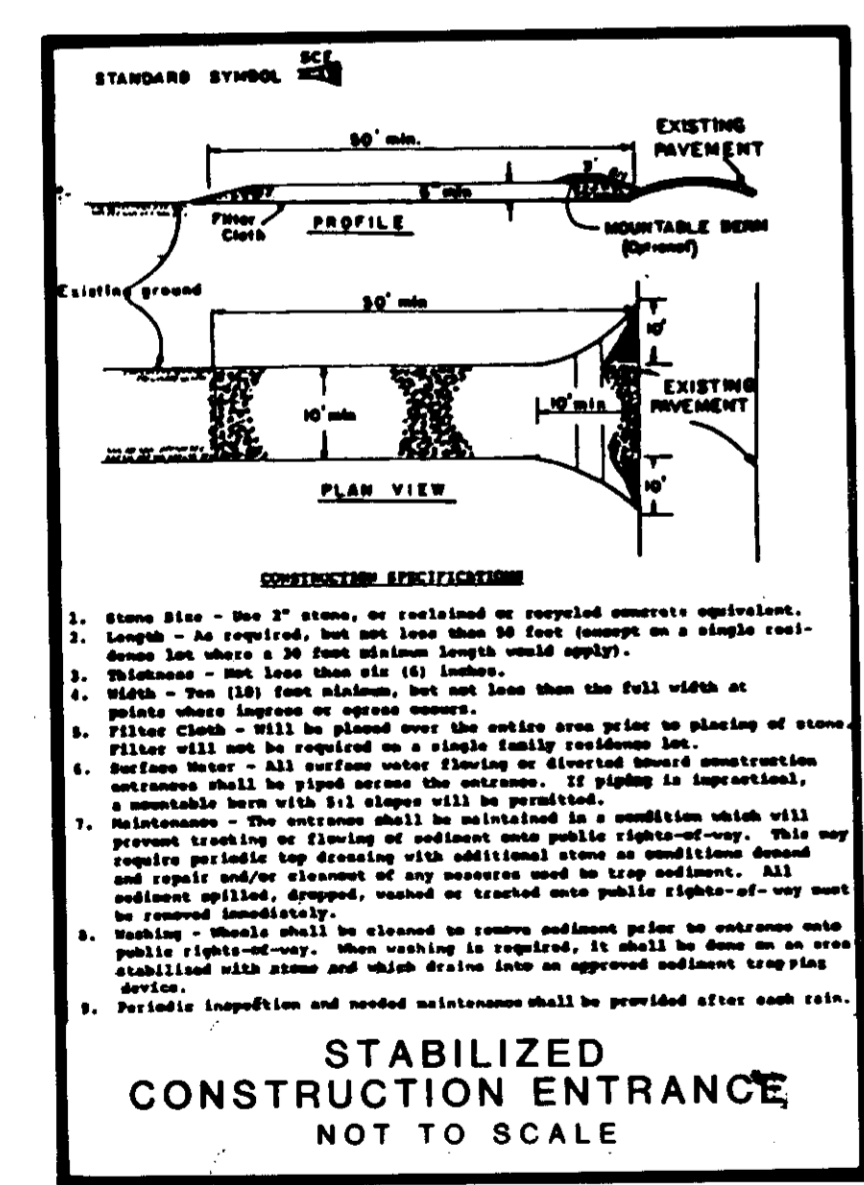 STANDARD SYMBOL SCE
50' min.
EXISTING
PAVEMENT
6" min
Filter
Cloth
PROFILE
MOUNTABLE BERM
(Optional)
Existing ground
50' min
10'
10' min
10' min
EXISTING
PAVEMENT
10'
PLAN VIEW
CONSTRUCTION SPECIFICATIONS
1. Stone Size - Use 2" stone, or reclaimed or recycled concrete equivalent.
2. Length - As required, but not less than 50 feet (except on a single resi-
dence lot where a 30 foot minimum length would apply).
3. Thickness - Not less than six (6) inches.
4. Width - Ten (10) foot minimum, but not less than the full width at
points where ingress or egress occurs.
5. Filter Cloth - Will be placed over the entire area prior to placing of stone.
Filter will not be required on a single family residence lot.
6. Surface Water - All surface water flowing or diverted toward construction
entrances shall be piped across the entrance. If piping is impractical,
a mountable berm with 5:1 slopes will be permitted.
7. Maintenance - The entrance shall be maintained in a condition which will
prevent tracking or flowing of sediment onto public rights-of-way. This may
require periodic top dressing with additional stone as conditions demand
and repair and/or cleanout of any measures used to trap sediment. All
sediment spilled, dropped, washed or tracked onto public rights-of-way must
be removed immediately.
8. Washing - Wheels shall be cleaned to remove sediment prior to entrance onto
public rights-of-way. When washing is required, it shall be done on an area
stabilized with stone and which drains into an approved sediment trapping
device.
9. Periodic inspection and needed maintenance shall be provided after each rain.
STABILIZED
CONSTRUCTION ENTRANCE
NOT TO SCALE